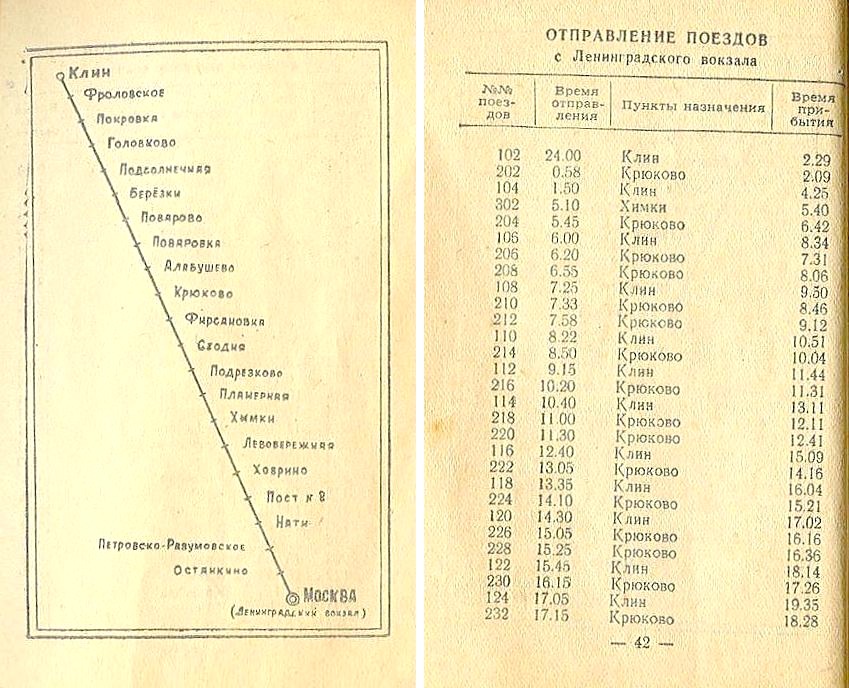 Клин
Фроловское
Покровка
Головково
Подсолнечная
Берёзки
Поварово
Поваровка
Алабушево
Крюково
Фирсановка
Сходня
Подрезково
Планерная
Химки
Левобережная
Ховрино
Пост № 8
Нати
Петровско-Разумовское
Останкино
Москва
(Ленинградский вокзал)
ОТПРАВЛЕНИЕ ПОЕЗДОВ
с Ленинградского вокзала
№№ поез-дов Время отправ-ления Пункты назначения Время при-бытия
102 24.00 Клин 2.29
202 0.58 Крюково 2.09
104 1.50 Клин 4.25
302 5.10 Химки 5.40
204 5.45 Крюково 6.42
106 6.00 Клин 8.34
206 6.20 Крюково 7.31
208 6.55 Крюково 8.06
108 7.25 Клин 9.50
210 7.33 Крюково 8.46
212 7.58 Крюково 9.12
110 8.22 Клин 10.51
214 8.50 Крюково 10.04
112 9.15 Клин 11.44
216 10.20 Крюково 11.31
114 10.40 Клин 13.11
218 11.00 Крюково 12.11
220 11.30 Крюково 12.41
116 12.40 Клин 15.09
222 13.05 Крюково 14.16
118 13.35 Клин 16.04
224 14.10 Крюково 15.21
120 14.30 Клин 17.02
226 15.05 Крюково 16.16
228 15.25 Крюково 16.36
122 15.45 Клин 18.14
230 16.15 Крюково 17.26
124 17.05 Клин 19.35
232 17.15 Крюково 18.28
— 42 —